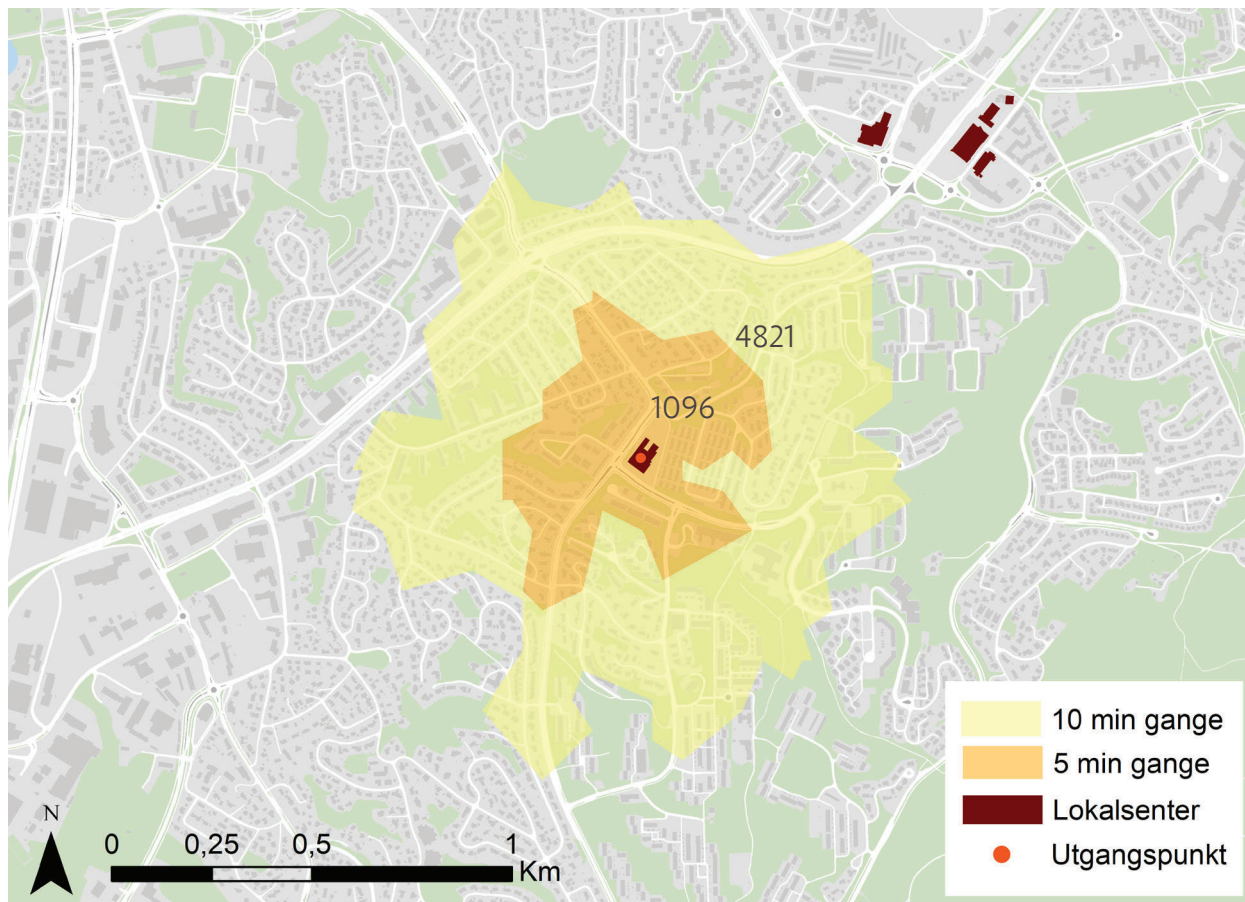 4821
1096
10 min gange
5 min gange
Lokalsenter
Utgangspunkt
N
0 0,25 0,5 1
Km